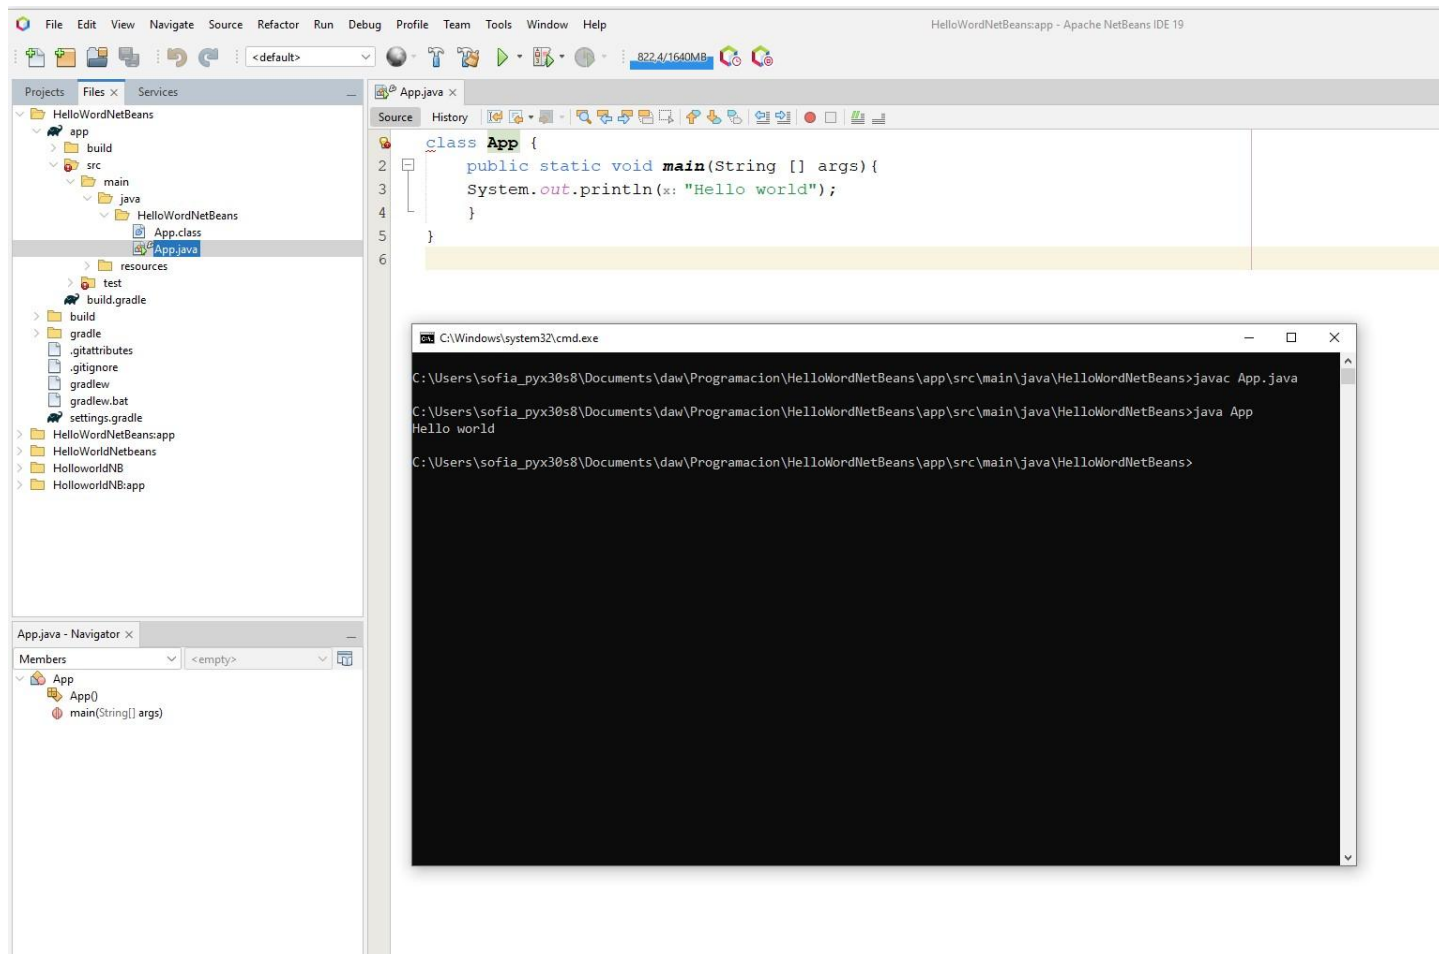 File Edit View Navigate Source Refactor Run Debug Profile Team Tools Window Help HelloWordNetBeans:app - Apache NetBeans IDE 19
<default> 822,4/1640MB
Projects Files × Services
App.java ×
Source History
HelloWordNetBeans
app
build
src
main
java
HelloWordNetBeans
App.class
App.java
resources
test
build.gradle
build
gradle
.gitattributes
.gitignore
gradlew
gradlew.bat
settings.gradle
HelloWordNetBeans:app
HelloWorldNetbeans
HolloworldNB
HolloworldNB:app
class App {
2 public static void main(String [] args){
3 System.out.println(x: "Hello world");
4 }
5 }
6
C:\Windows\system32\cmd.exe
C:\Users\sofia_pyx30s8\Documents\daw\Programacion\HelloWordNetBeans\app\src\main\java\HelloWordNetBeans>javac App.java
C:\Users\sofia_pyx30s8\Documents\daw\Programacion\HelloWordNetBeans\app\src\main\java\HelloWordNetBeans>java App
Hello world
C:\Users\sofia_pyx30s8\Documents\daw\Programacion\HelloWordNetBeans\app\src\main\java\HelloWordNetBeans>
App.java - Navigator ×
Members <empty>
App
App()
main(String[] args)